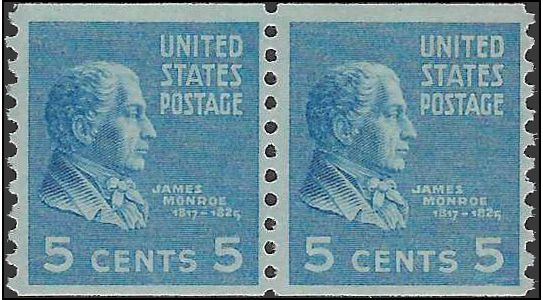 UNITED
STATES
POSTAGE
JAMES
MONROE
1817-1825
5 CENTS 5
UNITED
STATES
POSTAGE
JAMES
MONROE
1817-1825
5 CENTS 5